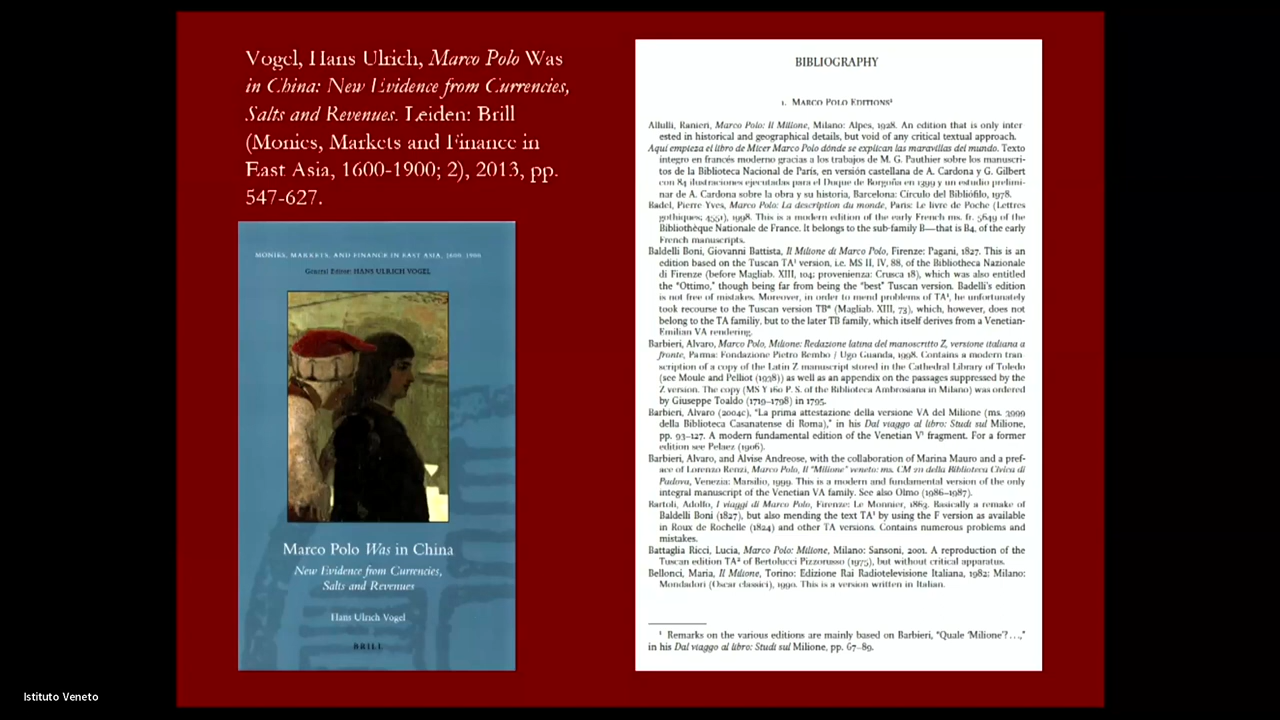 Vogel, Hans Ulrich, Marco Polo Was
in China: New Evidence from Currencies,
Salts and Revenues. Leiden: Brill
(Monies, Markets and Finance in
East Asia, 1600-1900; 2), 2013, pp.
547-627.
MONIES, MARKETS, AND FINANCE IN EAST ASIA, 1600-1900
General Editor: HANS ULRICH VOGEL
Marco Polo Was in China
New Evidence from Currencies,
Salts and Revenues
Hans Ulrich Vogel
BRILL
BIBLIOGRAPHY
1. Marco Polo Editions¹
Allulli, Ranieri, Marco Polo: Il Milione, Milano: Alpes, 1928. An edition that is only inter
ested in historical and geographical details, but void of any critical textual approach.
Aquí empieza el libro de Micer Marco Polo dónde se explican las maravillas del mundo. Texto
integro en francés moderno gracias a los trabajos de M. G. Pauthier sobre los manuscri-
tos de la Biblioteca Nacional de París, en versión castellana de A. Cardona y G. Gilbert
con 84 ilustraciones ejecutadas para el Duque de Borgoña en 1399 y un estudio prelimi-
nar de A. Cardona sobre la obra y su historia, Barcelona: Círculo del Bibliófilo, 1978.
Badel, Pierre Yves, Marco Polo: La description du monde, Paris: Le livre de Poche (Lettres
gothiques; 4551), 1998. This is a modern edition of the early French ms. fr. 5649 of the
Bibliothèque Nationale de France. It belongs to the sub-family B—that is B4, of the early
French manuscripts.
Baldelli Boni, Giovanni Battista, Il Milione di Marco Polo, Firenze: Pagani, 1827. This is an
edition based on the Tuscan TA¹ version, i.e. MS II, IV, 88, of the Bibliotheca Nazionale
di Firenze (before Magliab. XIII, 104; provenienza: Crusca 18), which was also entitled
the "Ottimo," though being far from being the "best" Tuscan version. Badelli's edition
is not free of mistakes. Moreover, in order to mend problems of TA¹, he unfortunately
took recourse to the Tuscan version TB⁴ (Magliab. XIII, 73), which, however, does not
belong to the TA familiy, but to the later TB family, which itself derives from a Venetian-
Emilian VA rendering.
Barbieri, Alvaro, Marco Polo, Milione: Redazione latina del manoscritto Z, versione italiana a
fronte, Parma: Fondazione Pietro Bembo / Ugo Guanda, 1998. Contains a modern tran
scription of a copy of the Latin Z manuscript stored in the Cathedral Library of Toledo
(see Moule and Pelliot (1938)) as well as an appendix on the passages suppressed by the
Z version. The copy (MS Y 160 P. S. of the Biblioteca Ambrosiana in Milano) was ordered
by Giuseppe Toaldo (1719–1798) in 1795.
Barbieri, Alvaro (2004c), "La prima attestazione della versione VA del Milione (ms. 3999
della Biblioteca Casanatense di Roma)," in his Dal viaggo al libro: Studi sul Milione,
pp. 93–127. A modern fundamental edition of the Venetian V¹ fragment. For a former
edition see Pelaez (1906).
Barbieri, Alvaro, and Alvise Andreose, with the collaboration of Marina Mauro and a pref-
ace of Lorenzo Renzi, Marco Polo, Il "Milione" veneto: ms. CM 211 della Biblioteca Civica di
Padova, Venezia: Marsilio, 1999. This is a modern and fundamental version of the only
integral manuscript of the Venetian VA family. See also Olmo (1986–1987).
Bartoli, Adolfo, I viaggi di Marco Polo, Firenze: Le Monnier, 1863. Basically a remake of
Baldelli Boni (1827), but also mending the text TA¹ by using the F version as available
in Roux de Rochelle (1824) and other TA versions. Contains numerous problems and
mistakes.
Battaglia Ricci, Lucia, Marco Polo: Milione, Milano: Sansoni, 2001. A reproduction of the
Tuscan edition TA² of Bertolucci Pizzorusso (1975), but without critical apparatus.
Bellonci, Maria, Il Milione, Torino: Edizione Rai Radiotelevisione Italiana, 1982; Milano:
Mondadori (Oscar classici), 1990. This is a version written in Italian.
¹ Remarks on the various editions are mainly based on Barbieri, "Quale 'Milione'? . . . ,"
in his Dal viaggo al libro: Studi sul Milione, pp. 67–89.
Istituto Veneto